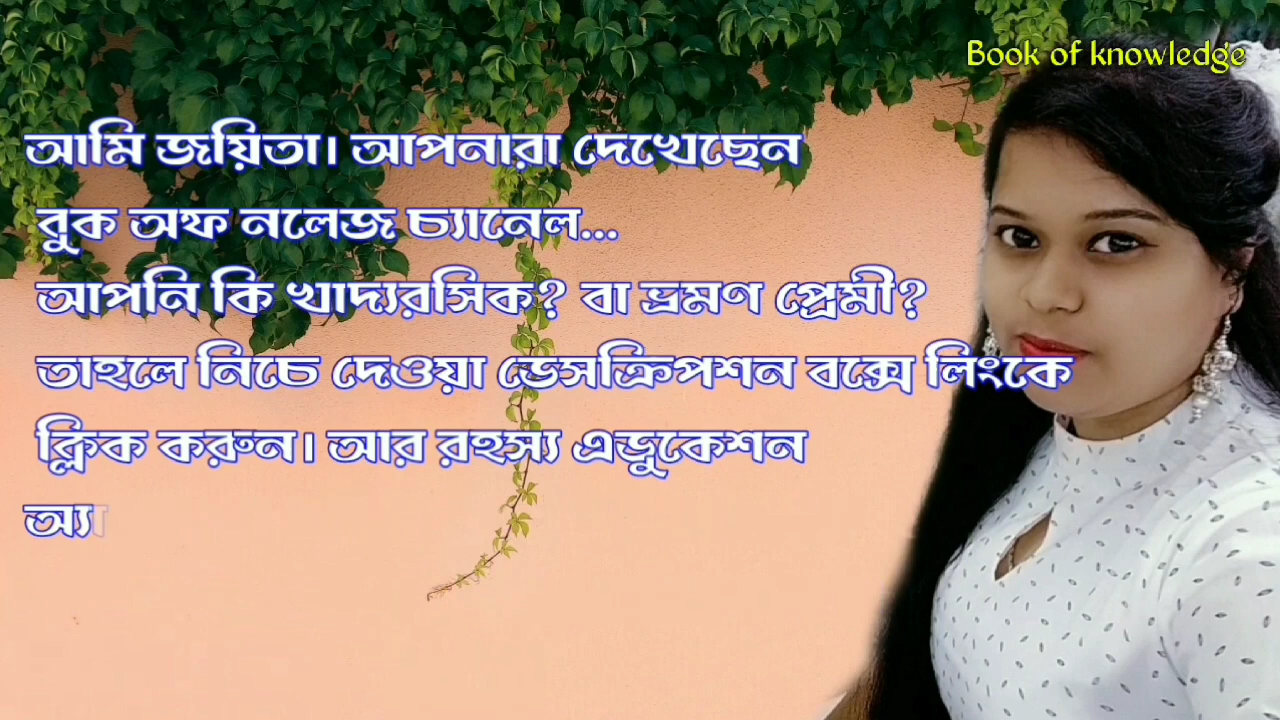 Book of knowledge
আমি জয়িতা। আপনারা দেখেছেন
বুক অফ নলেজ চ্যানেল...
আপনি কি খাদ্যরসিক? বা ভ্রমণ প্রেমী?
তাহলে নিচে দেওয়া ডেসক্রিপশন বক্সে লিংকে
ক্লিক করুন। আর রহস্য এডুকেশন
অ্যা